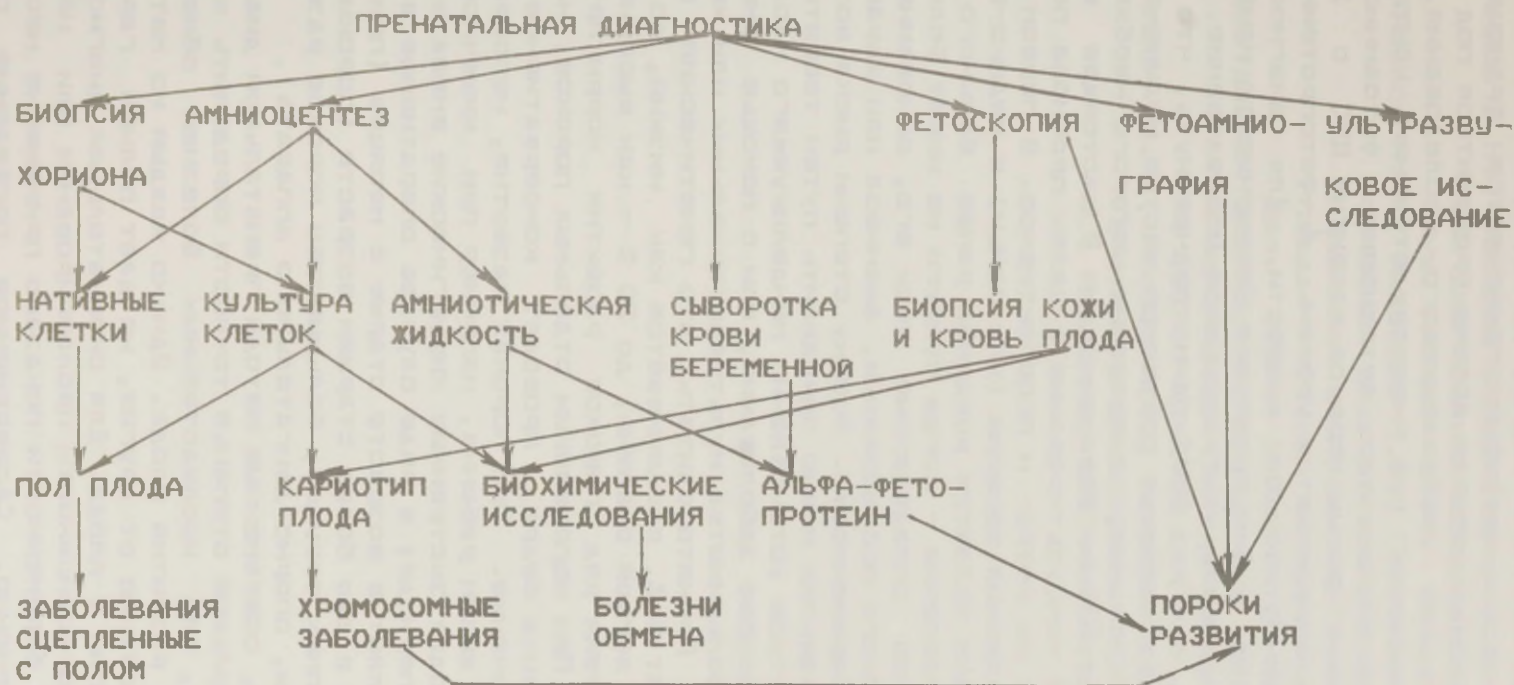 ПРЕНАТАЛЬНАЯ ДИАГНОСТИКА
БИОПСИЯ
ХОРИОНА
АМНИОЦЕНТЕЗ
ФЕТОСКОПИЯ
ФЕТОАМНИО-
ГРАФИЯ
УЛЬТРАЗВУ-
КОВОЕ ИС-
СЛЕДОВАНИЕ
НАТИВНЫЕ
КЛЕТКИ
КУЛЬТУРА
КЛЕТОК
АМНИОТИЧЕСКАЯ
ЖИДКОСТЬ
СЫВОРОТКА
КРОВИ
БЕРЕМЕННОЙ
БИОПСИЯ КОЖИ
И КРОВЬ ПЛОДА
ПОЛ ПЛОДА
КАРИОТИП
ПЛОДА
БИОХИМИЧЕСКИЕ
ИССЛЕДОВАНИЯ
АЛЬФА-ФЕТО-
ПРОТЕИН
ЗАБОЛЕВАНИЯ
СЦЕПЛЕННЫЕ
С ПОЛОМ
ХРОМОСОМНЫЕ
ЗАБОЛЕВАНИЯ
БОЛЕЗНИ
ОБМЕНА
ПОРОКИ
РАЗВИТИЯ